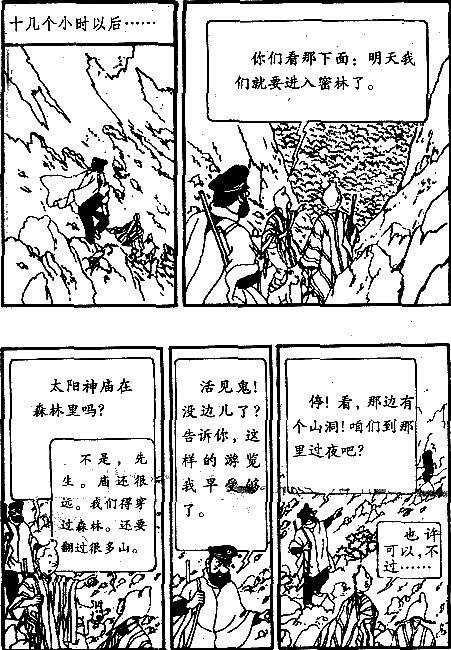 十几个小时以后……
你们看那下面：明天我
们就要进入密林了。
太阳神庙在
森林里吗？
不是，先
生。庙还很
远。我们得穿
过森林。还要
翻过很多山。
活见鬼！
没边儿了？
告诉你，这
样的游览
我早受够
了。
停！看，那边有
个山洞！咱们到那
里过夜吧？
也许
可以，不
过……